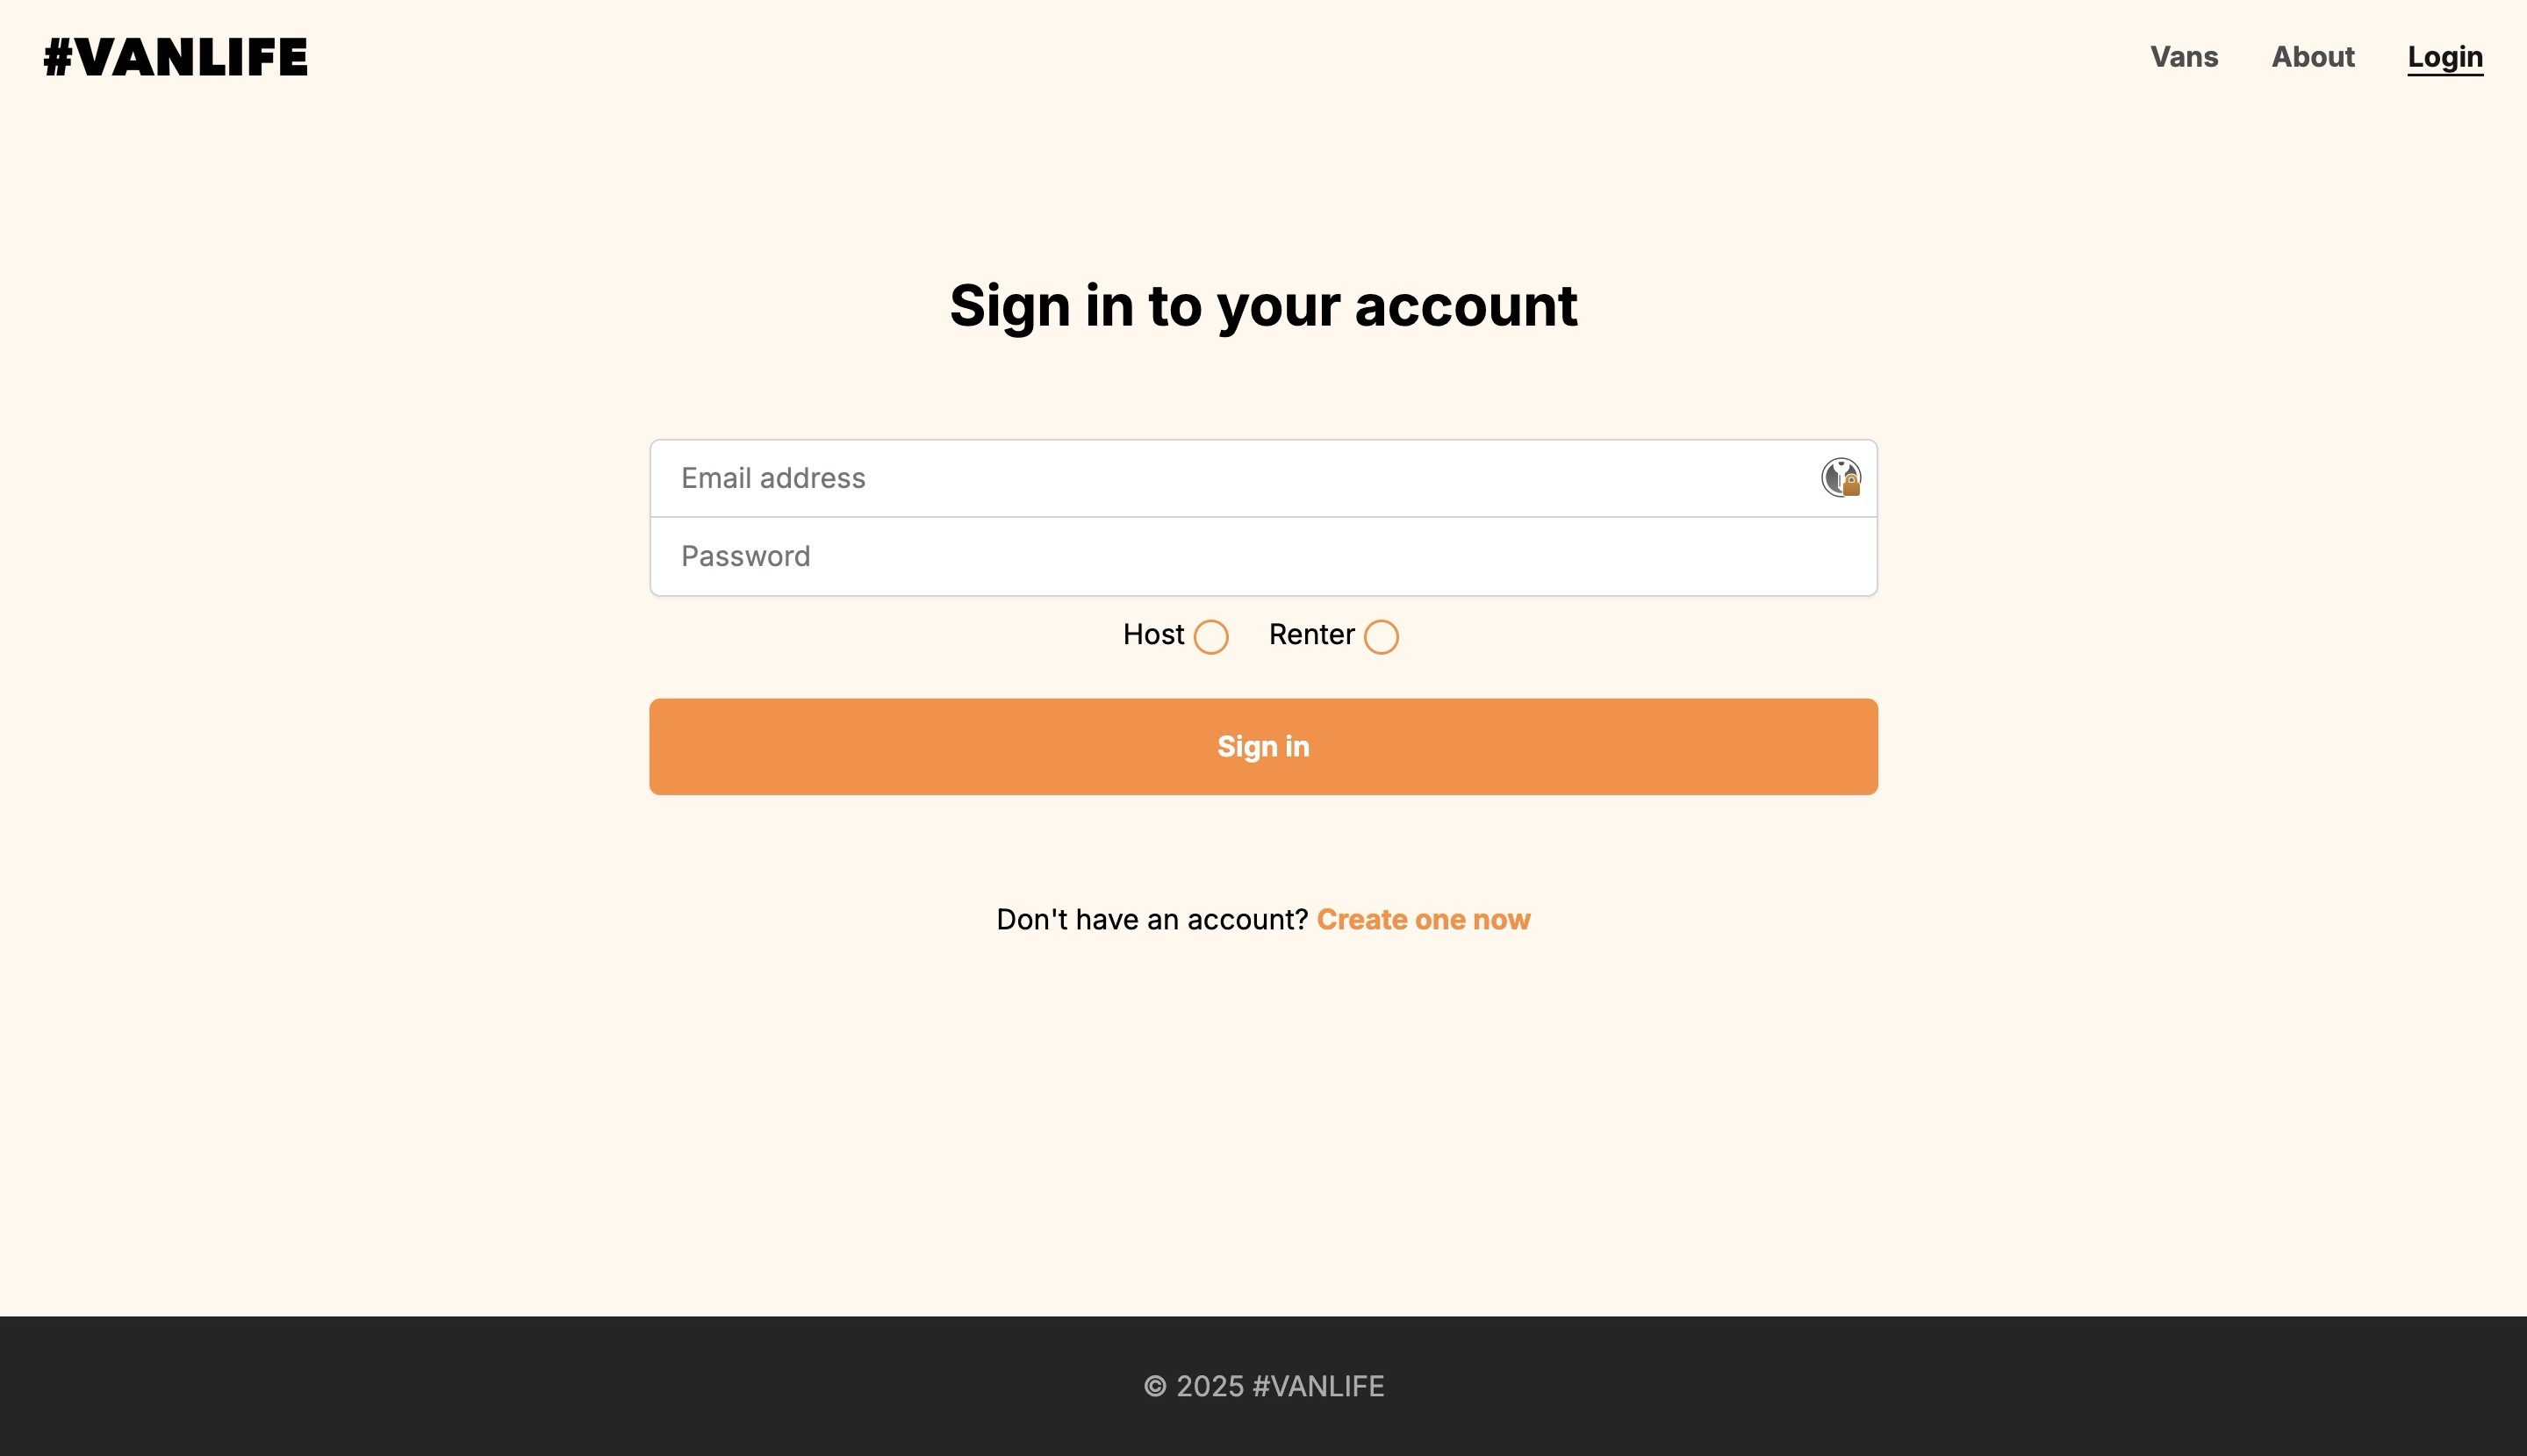 #VANLIFE
Vans About Login
Sign in to your account
Email address
Password
Host Renter
Sign in
Don't have an account? Create one now
© 2025 #VANLIFE